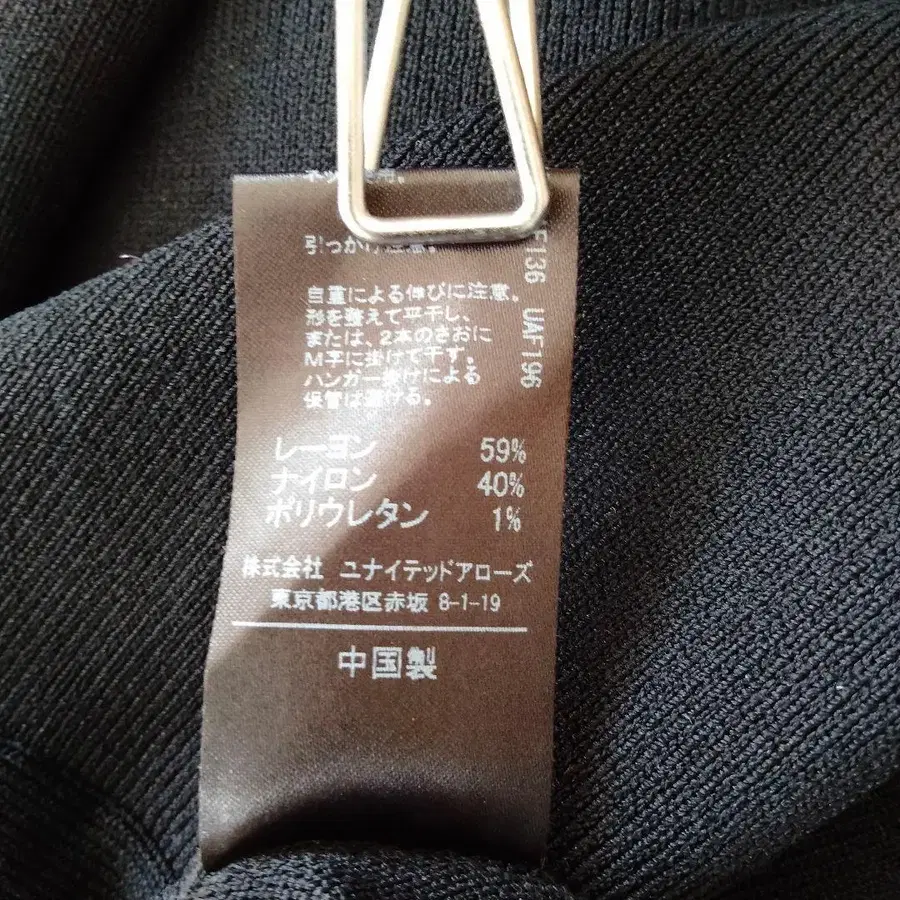 引っかけ注意。
自重による伸びに注意。
形を整えて平干し、
または、2本のさおに
M字に掛けて干す。
ハンガー掛けによる
保管は避ける。
F136 UAF196
レーヨン 59%
ナイロン 40%
ポリウレタン 1%
株式会社 ユナイテッドアローズ
東京都港区赤坂 8-1-19
中国製